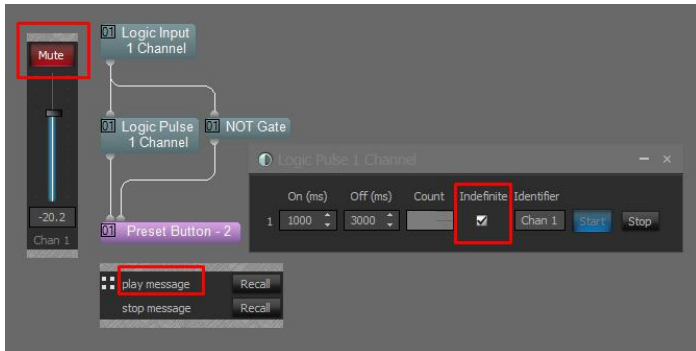 Mute
-20.2
Chan 1
01 Logic Input
1 Channel
01 Logic Pulse
1 Channel
01 NOT Gate
01 Preset Button - 2
Logic Pulse 1 Channel
On (ms) Off (ms) Count Indefinite Identifier
1 1000 3000 Chan 1 Start Stop
play message Recall
stop message Recall